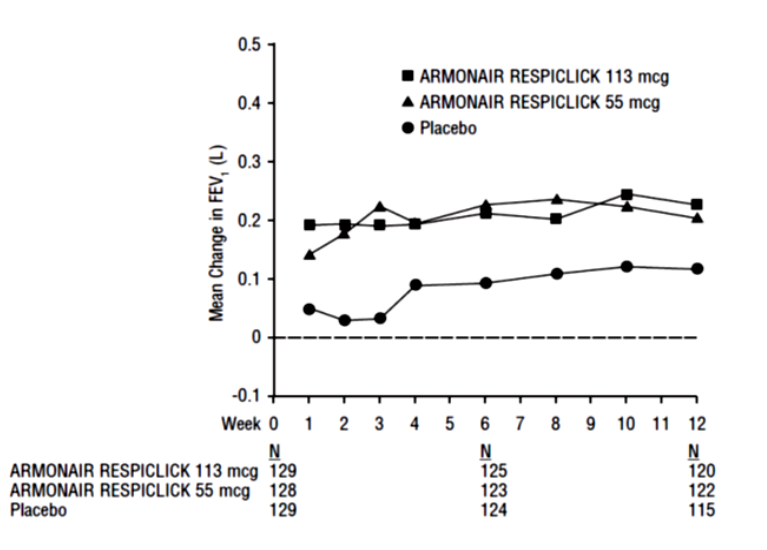 0.5
■ ARMONAIR RESPICLICK 113 mcg
0.4
▲ ARMONAIR RESPICLICK 55 mcg
● Placebo
0.3
Mean Change in FEV1 (L)
0.2
0.1
0
-0.1
Week 0 1 2 3 4 5 6 7 8 9 10 11 12
N N N
ARMONAIR RESPICLICK 113 mcg 129 125 120
ARMONAIR RESPICLICK 55 mcg 128 123 122
Placebo 129 124 115